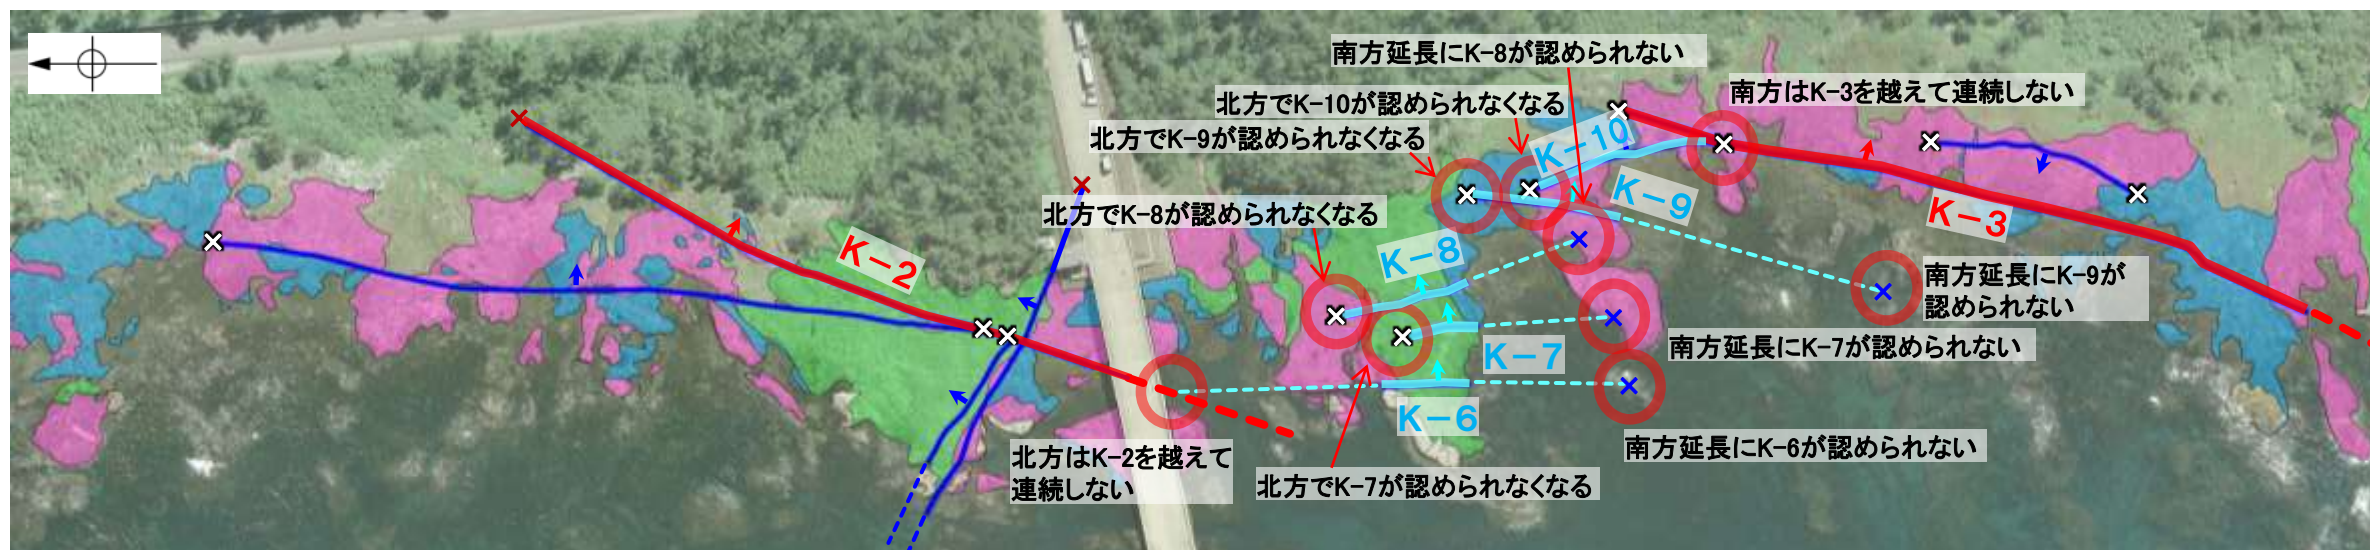 南方延長にK-8が認められない
北方でK-10が認められなくなる
南方はK-3を越えて連続しない
北方でK-9が認められなくなる
K-10
K-9
北方でK-8が認められなくなる
K-3
K-2
K-8
南方延長にK-9が
認められない
K-7
南方延長にK-7が認められない
K-6
南方延長にK-6が認められない
北方はK-2を越えて
連続しない
北方でK-7が認められなくなる